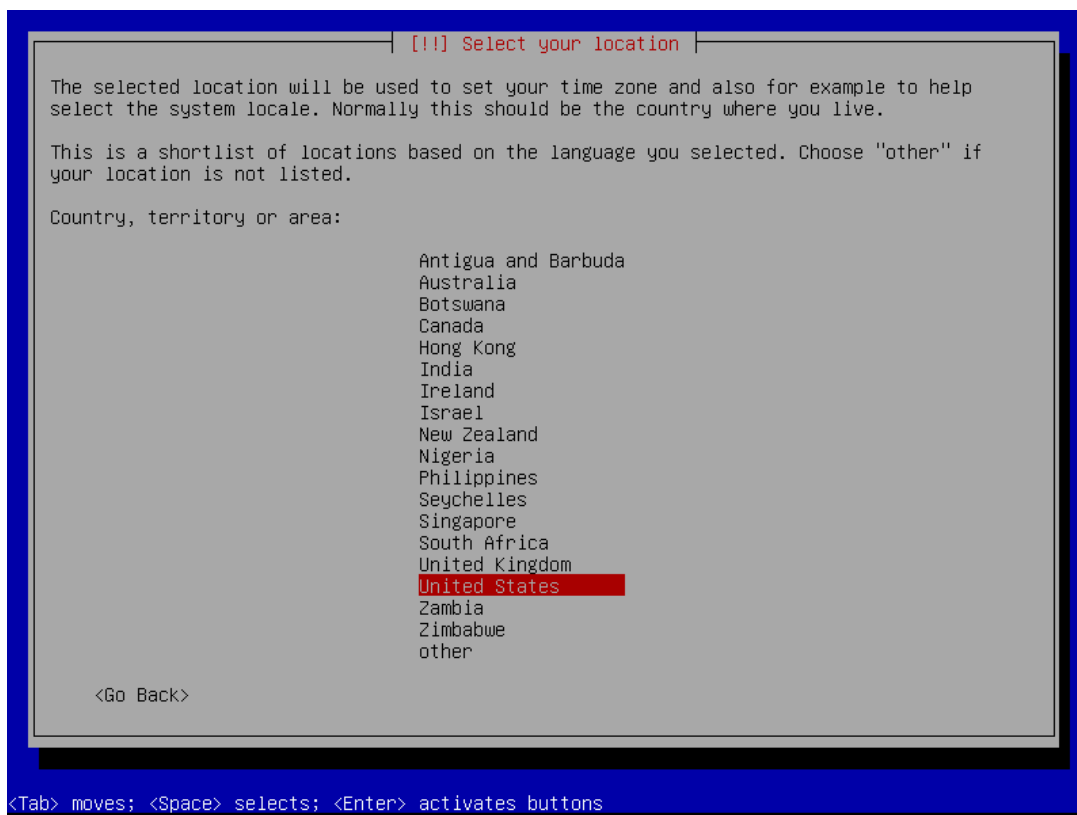 [!!] Select your location
The selected location will be used to set your time zone and also for example to help
select the system locale. Normally this should be the country where you live.
This is a shortlist of locations based on the language you selected. Choose "other" if
your location is not listed.
Country, territory or area:
Antigua and Barbuda
Australia
Botswana
Canada
Hong Kong
India
Ireland
Israel
New Zealand
Nigeria
Philippines
Seychelles
Singapore
South Africa
United Kingdom
United States
Zambia
Zimbabwe
other
<Go Back>
<Tab> moves; <Space> selects; <Enter> activates buttons